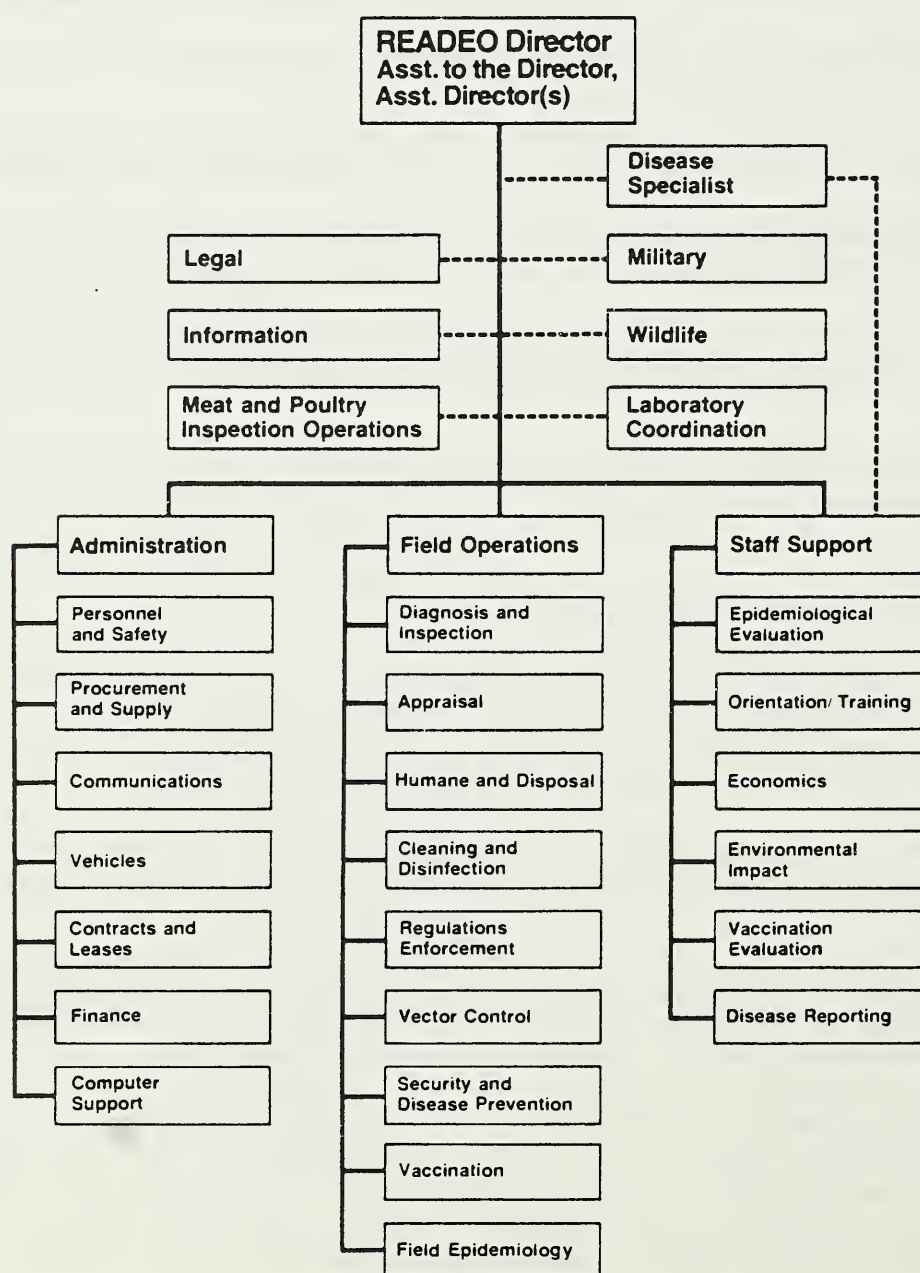 READEO Director
Asst. to the Director,
Asst. Director(s)
Disease
Specialist
Legal
Military
Information
Wildlife
Meat and Poultry
Inspection Operations
Laboratory
Coordination
Administration
Personnel
and Safety
Procurement
and Supply
Communications
Vehicles
Contracts and
Leases
Finance
Computer
Support
Field Operations
Diagnosis and
Inspection
Appraisal
Humane and Disposal
Cleaning and
Disinfection
Regulations
Enforcement
Vector Control
Security and
Disease Prevention
Vaccination
Field Epidemiology
Staff Support
Epidemiological
Evaluation
Orientation/ Training
Economics
Environmental
Impact
Vaccination
Evaluation
Disease Reporting